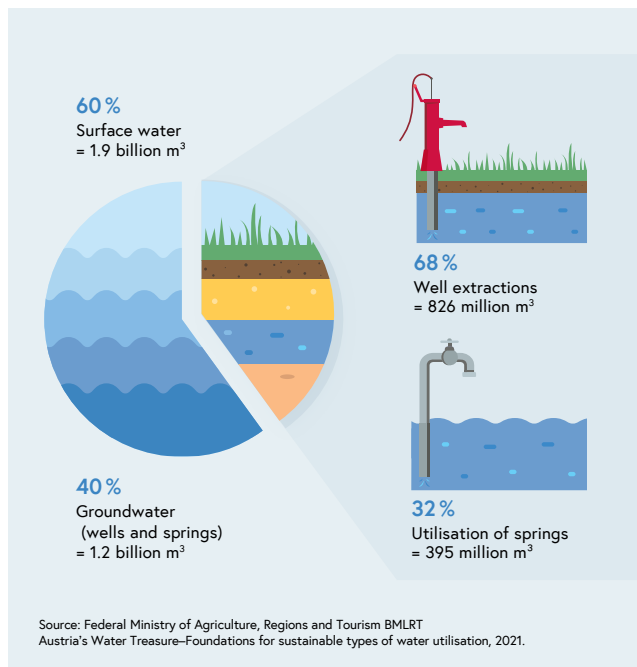 60 %
Surface water
= 1.9 billion m³
68 %
Well extractions
= 826 million m³
40 %
Groundwater
(wells and springs)
= 1.2 billion m³
32 %
Utilisation of springs
= 395 million m³
Source: Federal Ministry of Agriculture, Regions and Tourism BMLRT
Austria's Water Treasure–Foundations for sustainable types of water utilisation, 2021.